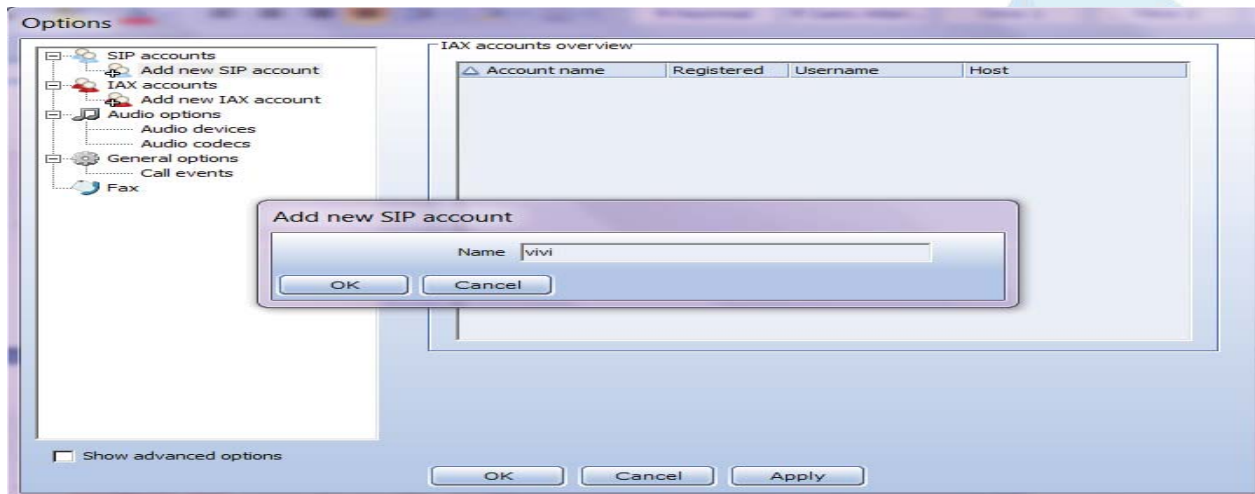 Options
SIP accounts
Add new SIP account
IAX accounts
Add new IAX account
Audio options
Audio devices
Audio codecs
General options
Call events
Fax
IAX accounts overview
Account name Registered Username Host
Add new SIP account
Name vivi
OK Cancel
Show advanced options
OK Cancel Apply